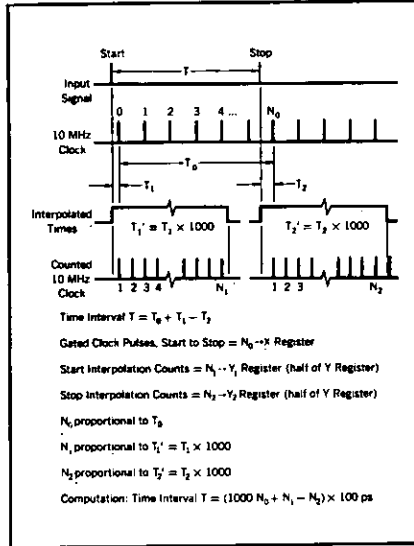 Start Stop
T
Input
Signal
0 1 2 3 4 ... N₀
10 MHz
Clock
T₀
T₁ T₂
Interpolated
Times
T₁' = T₁ × 1000 T₂' = T₂ × 1000
Counted
10 MHz
Clock
1 2 3 4 N₁ 1 2 3 N₂
Time Interval T = T₀ + T₁ − T₂
Gated Clock Pulses, Start to Stop = N₀→X Register
Start Interpolation Counts = N₁→Y₁ Register (half of Y Register)
Stop Interpolation Counts = N₂→Y₂ Register (half of Y Register)
N₀ proportional to T₀
N₁ proportional to T₁' = T₁ × 1000
N₂ proportional to T₂' = T₂ × 1000
Computation: Time Interval T = (1000 N₀ + N₁ − N₂) × 100 ps